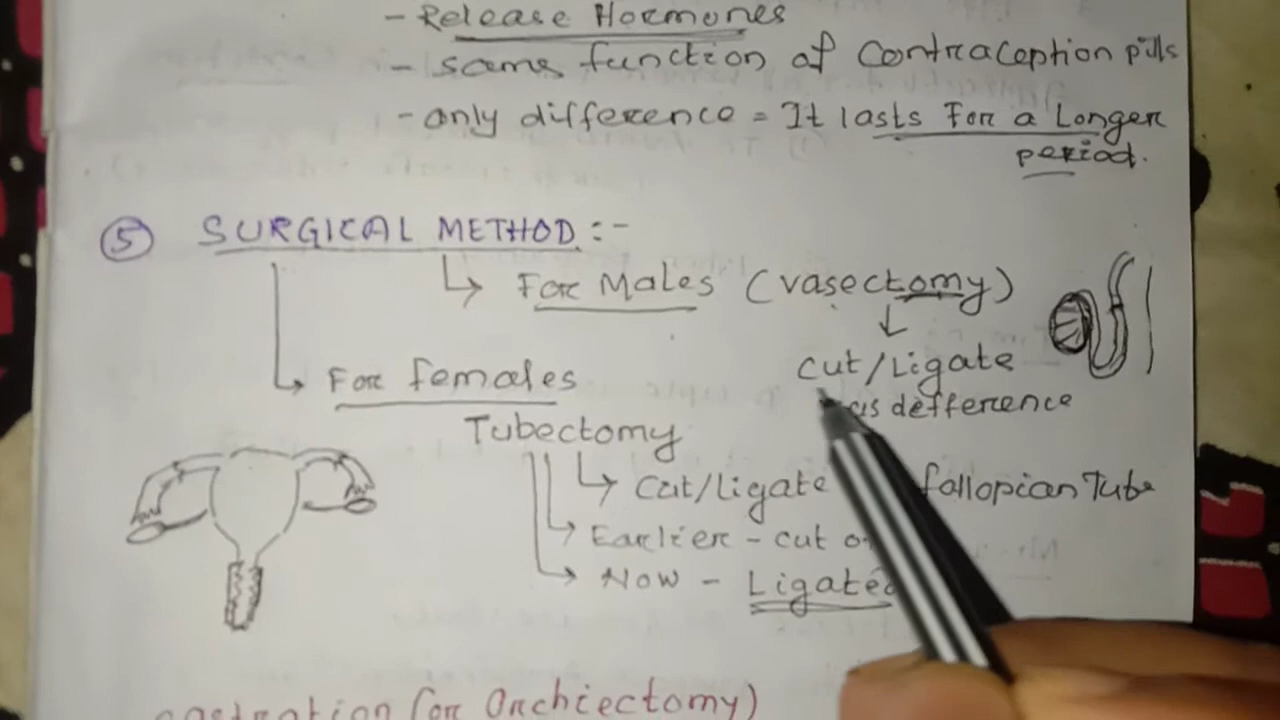 - Release Hormones
- same function of Contraception pills
- only difference = It lasts For a Longer
period.
⑤ SURGICAL METHOD :-
↳ For Males (vasectomy)
↓
cut/Ligate
defference
↳ For females
Tubectomy
↳ Cut/Ligate fallopian Tube
→ Earlier - cut
→ Now - Ligated
(or Orchiectomy)